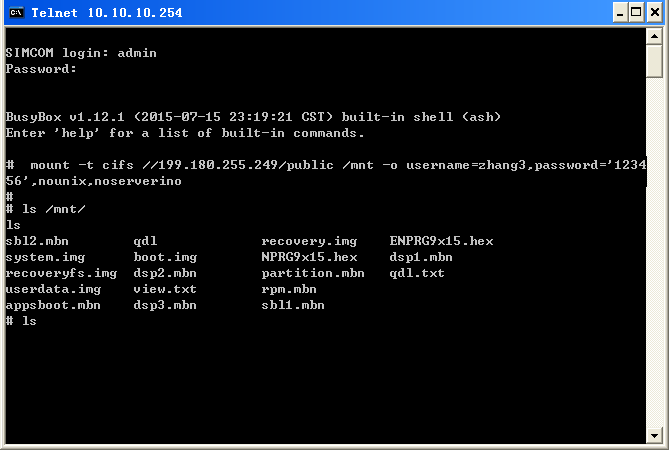 Telnet 10.10.10.254
SIMCOM login: admin
Password:
BusyBox v1.12.1 (2015-07-15 23:19:21 CST) built-in shell (ash)
Enter 'help' for a list of built-in commands.
#  mount -t cifs //199.180.255.249/public /mnt -o username=zhang3,password='1234
56',nounix,noserverino
#
# ls /mnt/
ls
sbl2.mbn        qdl             recovery.img    ENPRG9x15.hex
system.img      boot.img        NPRG9x15.hex    dsp1.mbn
recoveryfs.img  dsp2.mbn        partition.mbn   qdl.txt
userdata.img    view.txt        rpm.mbn
appsboot.mbn    dsp3.mbn        sbl1.mbn
# ls